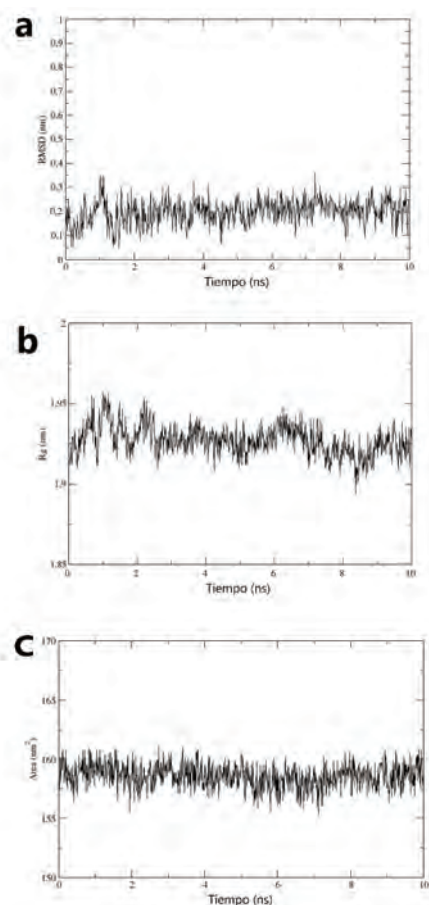 a
1
0,9
0,8
0,7
0,6
0,5
0,4
0,3
0,2
0,1
0
RMSD (nm)
0 2 4 6 8 10
Tiempo (ns)
b
2
1,95
1,9
1,85
Rg (nm)
0 2 4 6 8 10
Tiempo (ns)
c
170
165
160
155
150
Area (nm²)
0 2 4 6 8 10
Tiempo (ns)